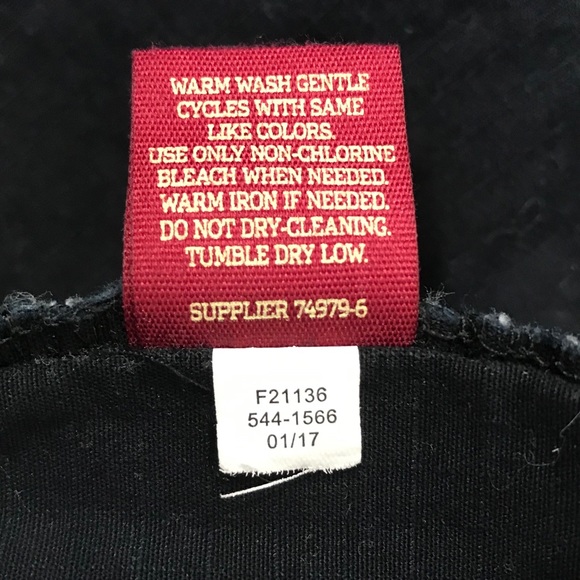 WARM WASH GENTLE
CYCLES WITH SAME
LIKE COLORS.
USE ONLY NON-CHLORINE
BLEACH WHEN NEEDED.
WARM IRON IF NEEDED.
DO NOT DRY-CLEANING.
TUMBLE DRY LOW.
SUPPLIER 74979-6
F21136
544-1566
01/17